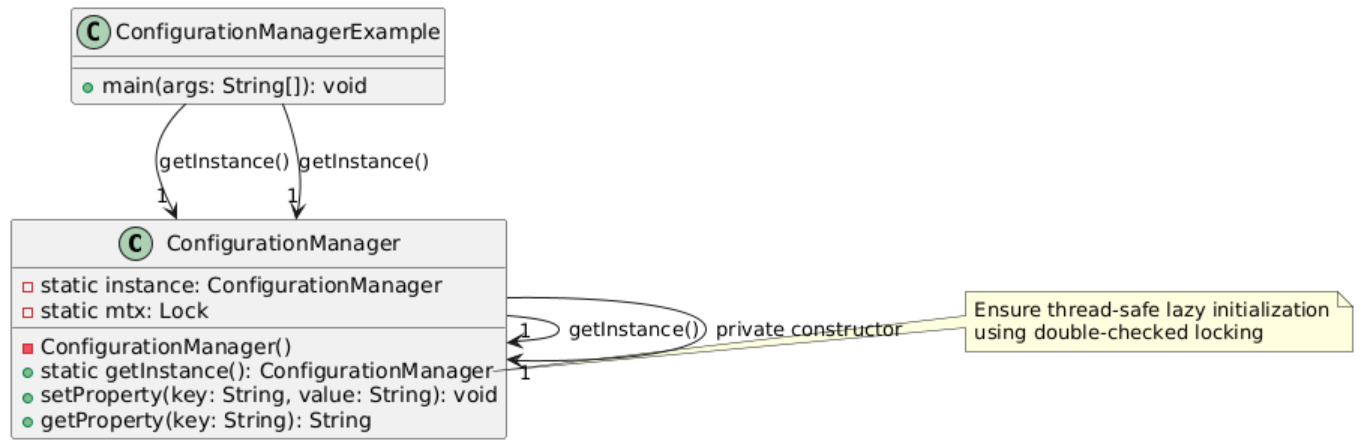 C ConfigurationManagerExample
main(args: String[]): void
getInstance() getInstance()
1 1
C ConfigurationManager
static instance: ConfigurationManager
static mtx: Lock
ConfigurationManager()
static getInstance(): ConfigurationManager
setProperty(key: String, value: String): void
getProperty(key: String): String
1 getInstance() private constructor
1
Ensure thread-safe lazy initialization
using double-checked locking